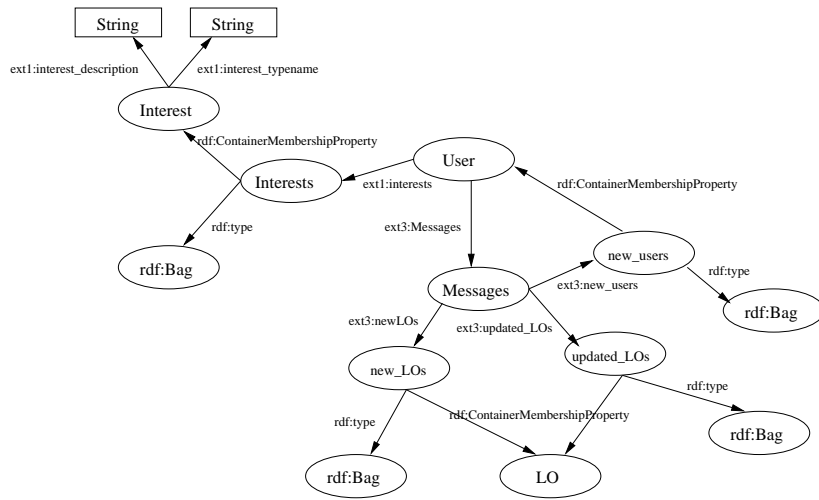 String
String
ext1:interest_description
ext1:interest_typename
Interest
rdf:ContainerMembershipProperty
User
Interests
ext1:interests
rdf:ContainerMembershipProperty
rdf:type
ext3:Messages
new_users
rdf:Bag
Messages
ext3:new_users
rdf:type
rdf:Bag
ext3:newLOs
ext3:updated_LOs
new_LOs
updated_LOs
rdf:type
rdf:type
rdf:ContainerMembershipProperty
rdf:Bag
rdf:Bag
LO